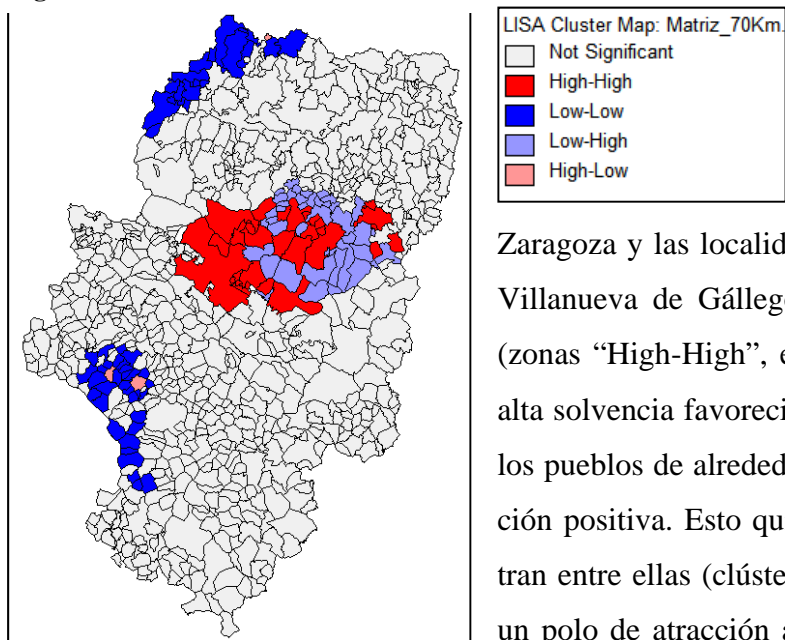 LISA Cluster Map: Matriz_70Km.
Not Significant
High-High
Low-Low
Low-High
High-Low
Zaragoza y las localid
Villanueva de Gállego
(zonas “High-High”, e
alta solvencia favoreci
los pueblos de alreded
ción positiva. Esto qu
tran entre ellas (clúste
un polo de atracción a